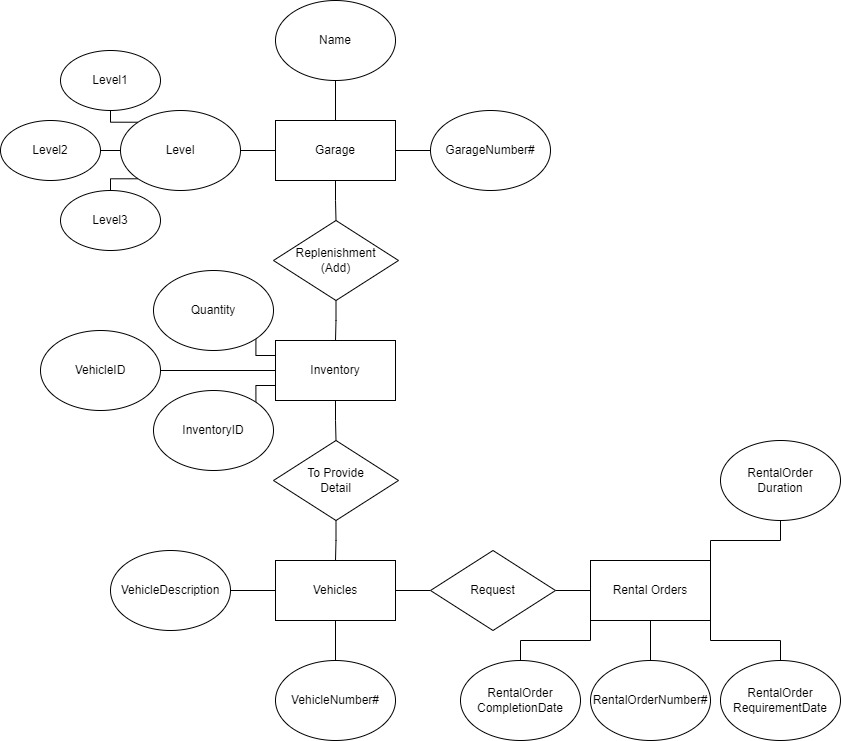 Name
Level1
Level2
Level
Garage
GarageNumber#
Level3
Replenishment
(Add)
Quantity
VehicleID
Inventory
InventoryID
To Provide
Detail
RentalOrder
Duration
VehicleDescription
Vehicles
Request
Rental Orders
VehicleNumber#
RentalOrder
CompletionDate
RentalOrderNumber#
RentalOrder
RequirementDate